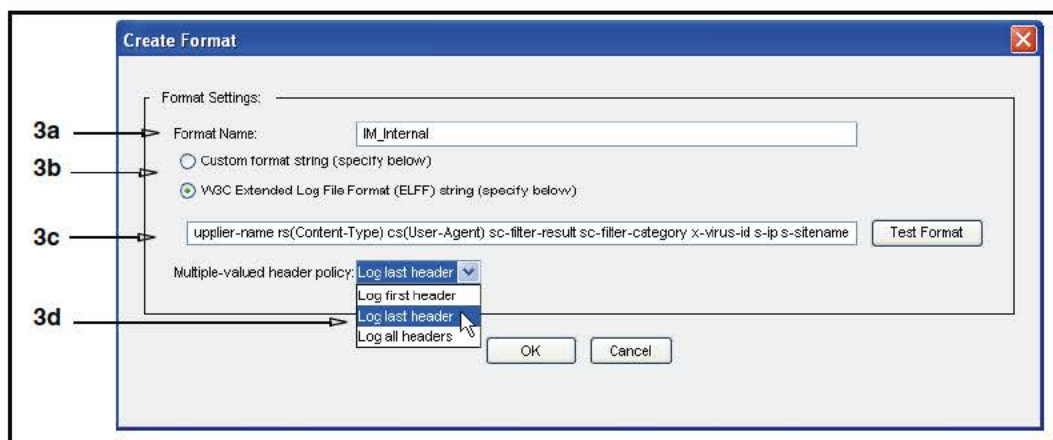 Create Format
Format Settings:
3a
Format Name:
IM_Internal
3b
Custom format string (specify below)
W3C Extended Log File Format (ELFF) string (specify below)
3c
upplier-name rs(Content-Type) cs(User-Agent) sc-filter-result sc-filter-category x-virus-id s-ip s-sitename
Test Format
Multiple-valued header policy:
Log last header
Log first header
3d
Log last header
Log all headers
OK
Cancel